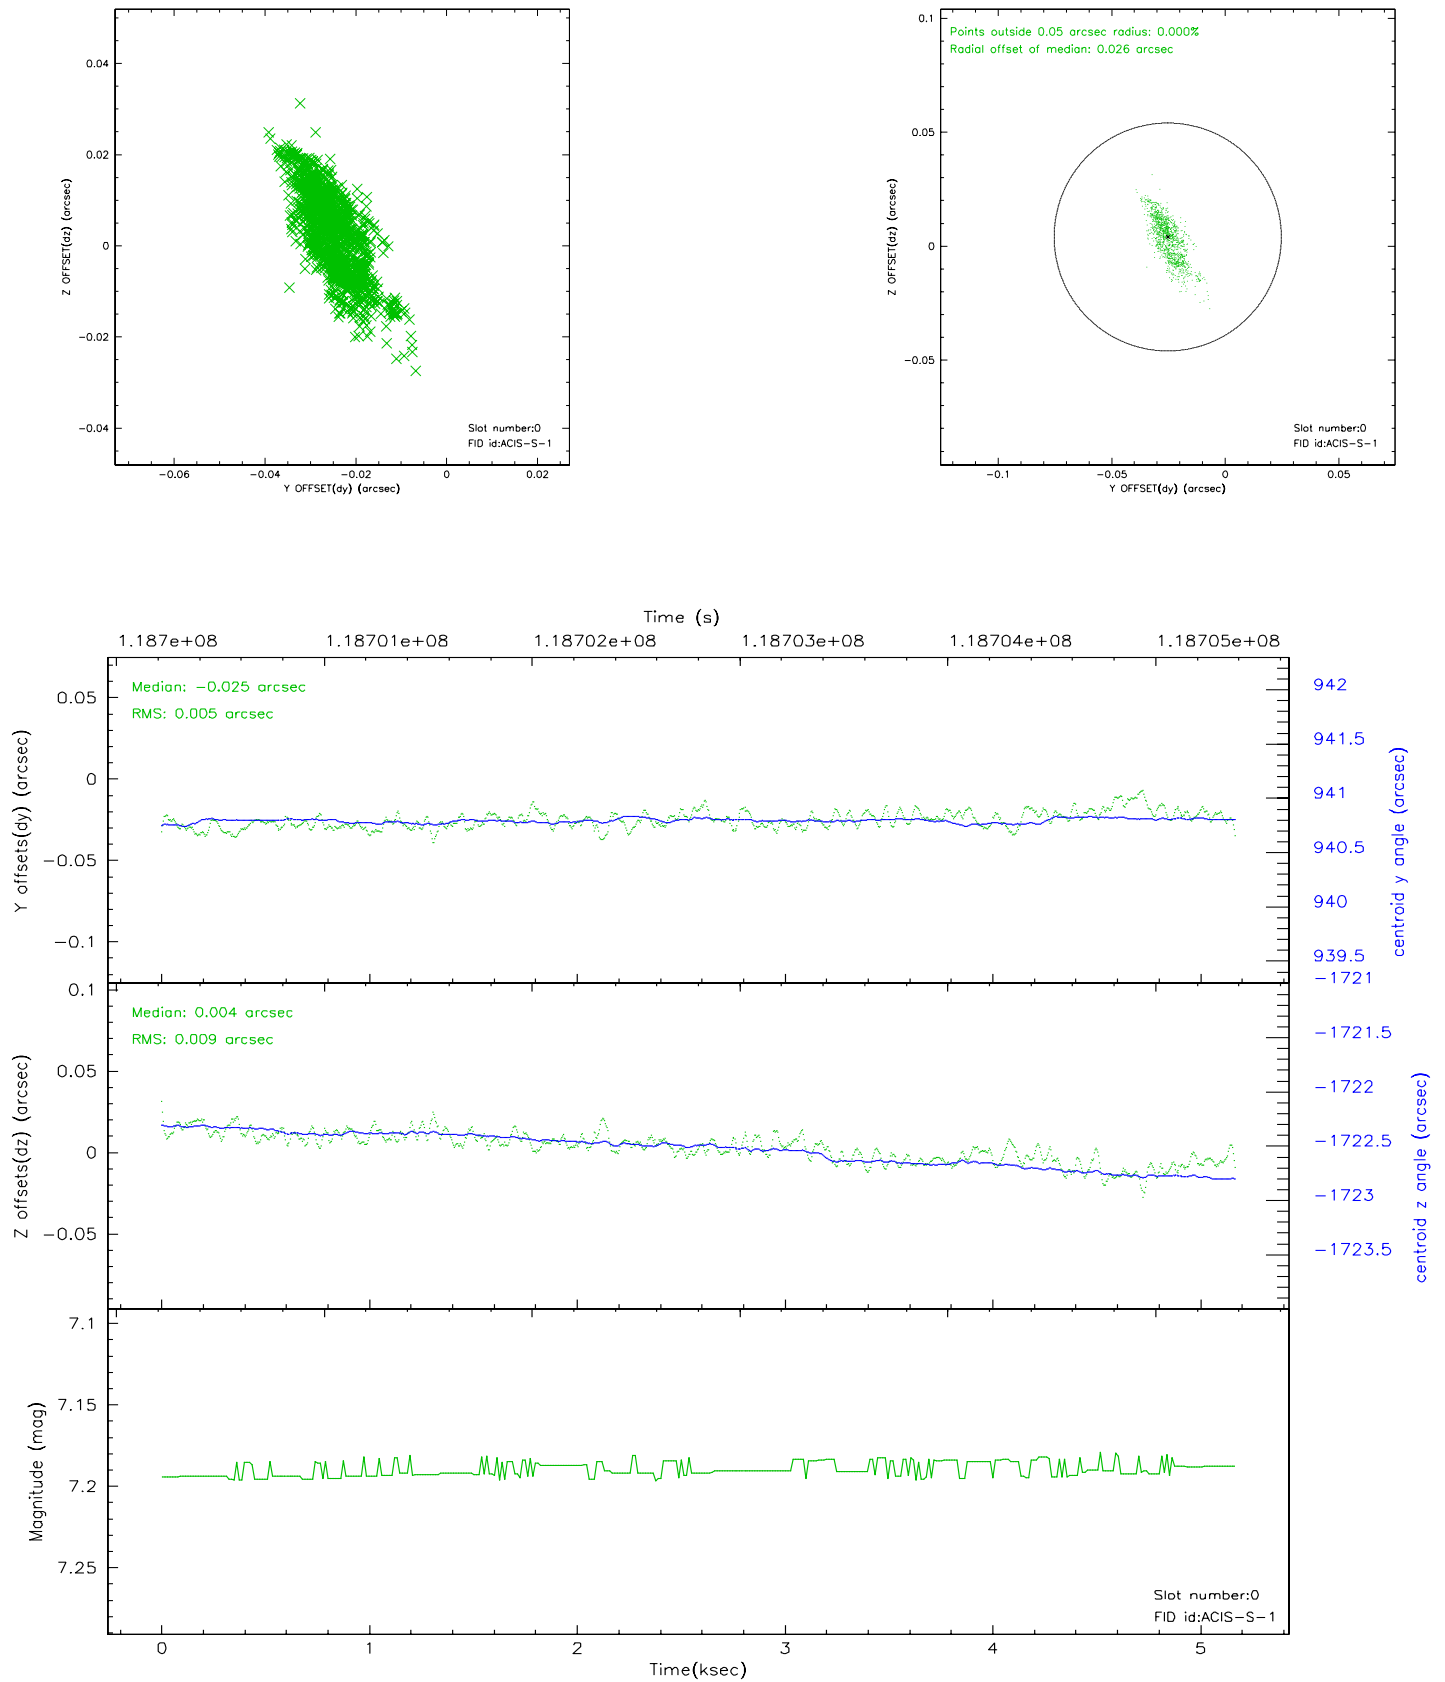 0.04
0.02
0
−0.02
−0.04
Z OFFSET(dz) (arcsec)
Slot number:0
FID id:ACIS−S−1
−0.06
−0.04
−0.02
0
0.02
Y OFFSET(dy) (arcsec)
0.1
0.05
0
−0.05
Z OFFSET(dz) (arcsec)
Points outside 0.05 arcsec radius: 0.000%
Radial offset of median: 0.026 arcsec
Slot number:0
FID id:ACIS−S−1
−0.1
−0.05
0
0.05
Y OFFSET(dy) (arcsec)
Time (s)
1.187e+08
1.18701e+08
1.18702e+08
1.18703e+08
1.18704e+08
1.18705e+08
Median: −0.025 arcsec
RMS: 0.005 arcsec
0.05
0
−0.05
−0.1
Y offsets(dy) (arcsec)
942
941.5
941
940.5
940
939.5
centroid y angle (arcsec)
Median: 0.004 arcsec
RMS: 0.009 arcsec
0.1
0.05
0
−0.05
Z offsets(dz) (arcsec)
−1721
−1721.5
−1722
−1722.5
−1723
−1723.5
centroid z angle (arcsec)
7.1
7.15
7.2
7.25
Magnitude (mag)
Slot number:0
FID id:ACIS−S−1
0
1
2
3
4
5
Time(ksec)